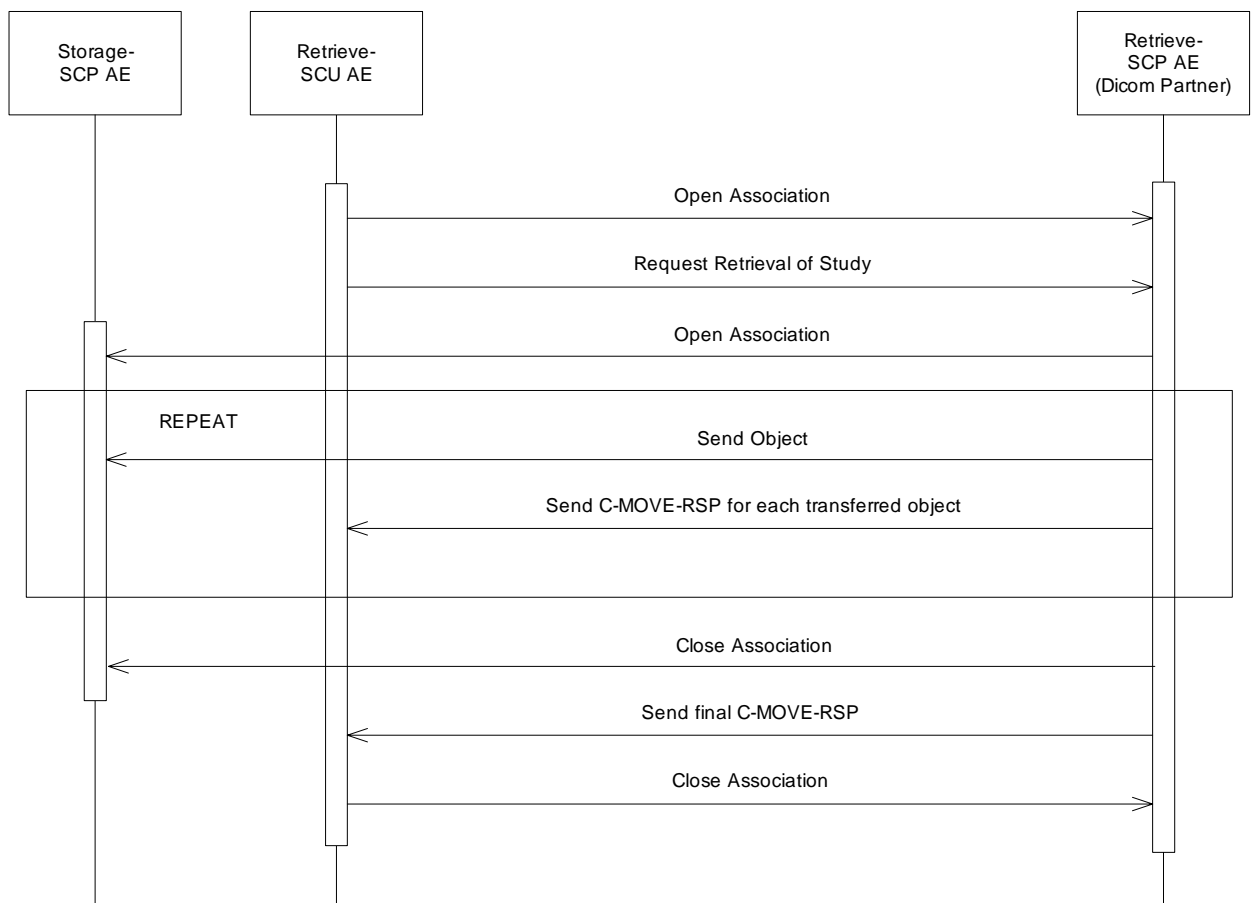 Storage-
SCP AE
Retrieve-
SCU AE
Retrieve-
SCP AE
(Dicom Partner)
Open Association
Request Retrieval of Study
Open Association
REPEAT
Send Object
Send C-MOVE-RSP for each transferred object
Close Association
Send final C-MOVE-RSP
Close Association